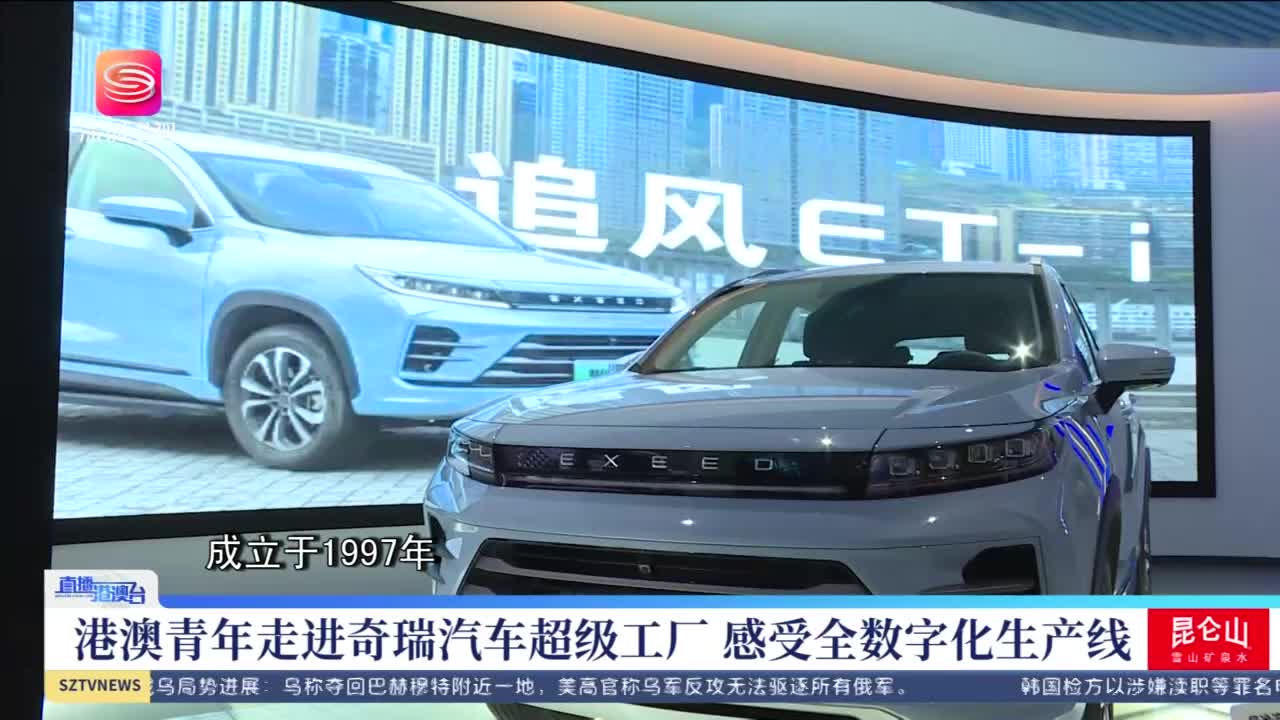 追风ET-i
EXEED
EXEED
成立于1997年
直播港澳台
港澳青年走进奇瑞汽车超级工厂 感受全数字化生产线
昆仑山
雪山矿泉水
SZTVNEWS
乌局势进展：乌称夺回巴赫穆特附近一地，美高官称乌军反攻无法驱逐所有俄军。 韩国检方以涉嫌渎职等罪名